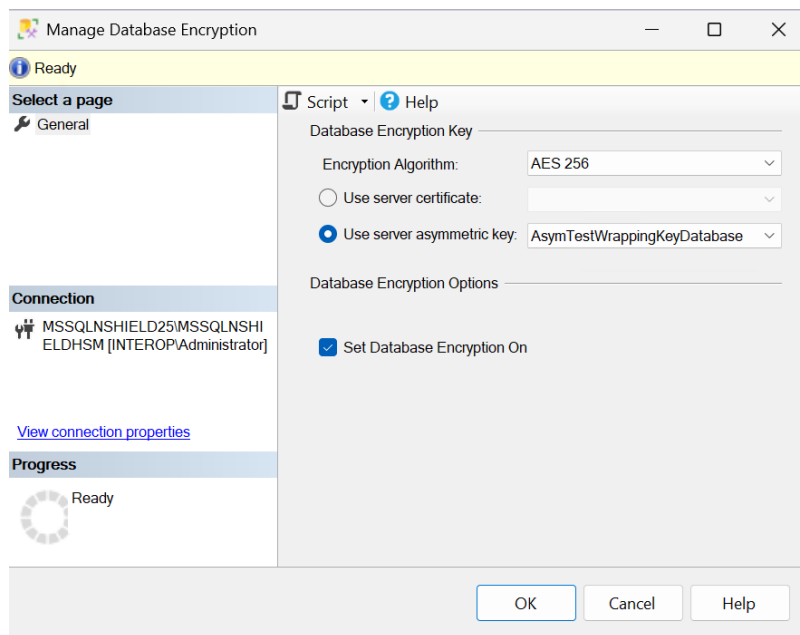 Manage Database Encryption
Ready
Select a page
General
Script
Help
Database Encryption Key
Encryption Algorithm:
AES 256
Use server certificate:
Use server asymmetric key:
AsymTestWrappingKeyDatabase
Database Encryption Options
Set Database Encryption On
Connection
MSSQLNSHIELD25\MSSQLNSHI
ELDHSM [INTEROP\Administrator]
View connection properties
Progress
Ready
OK
Cancel
Help